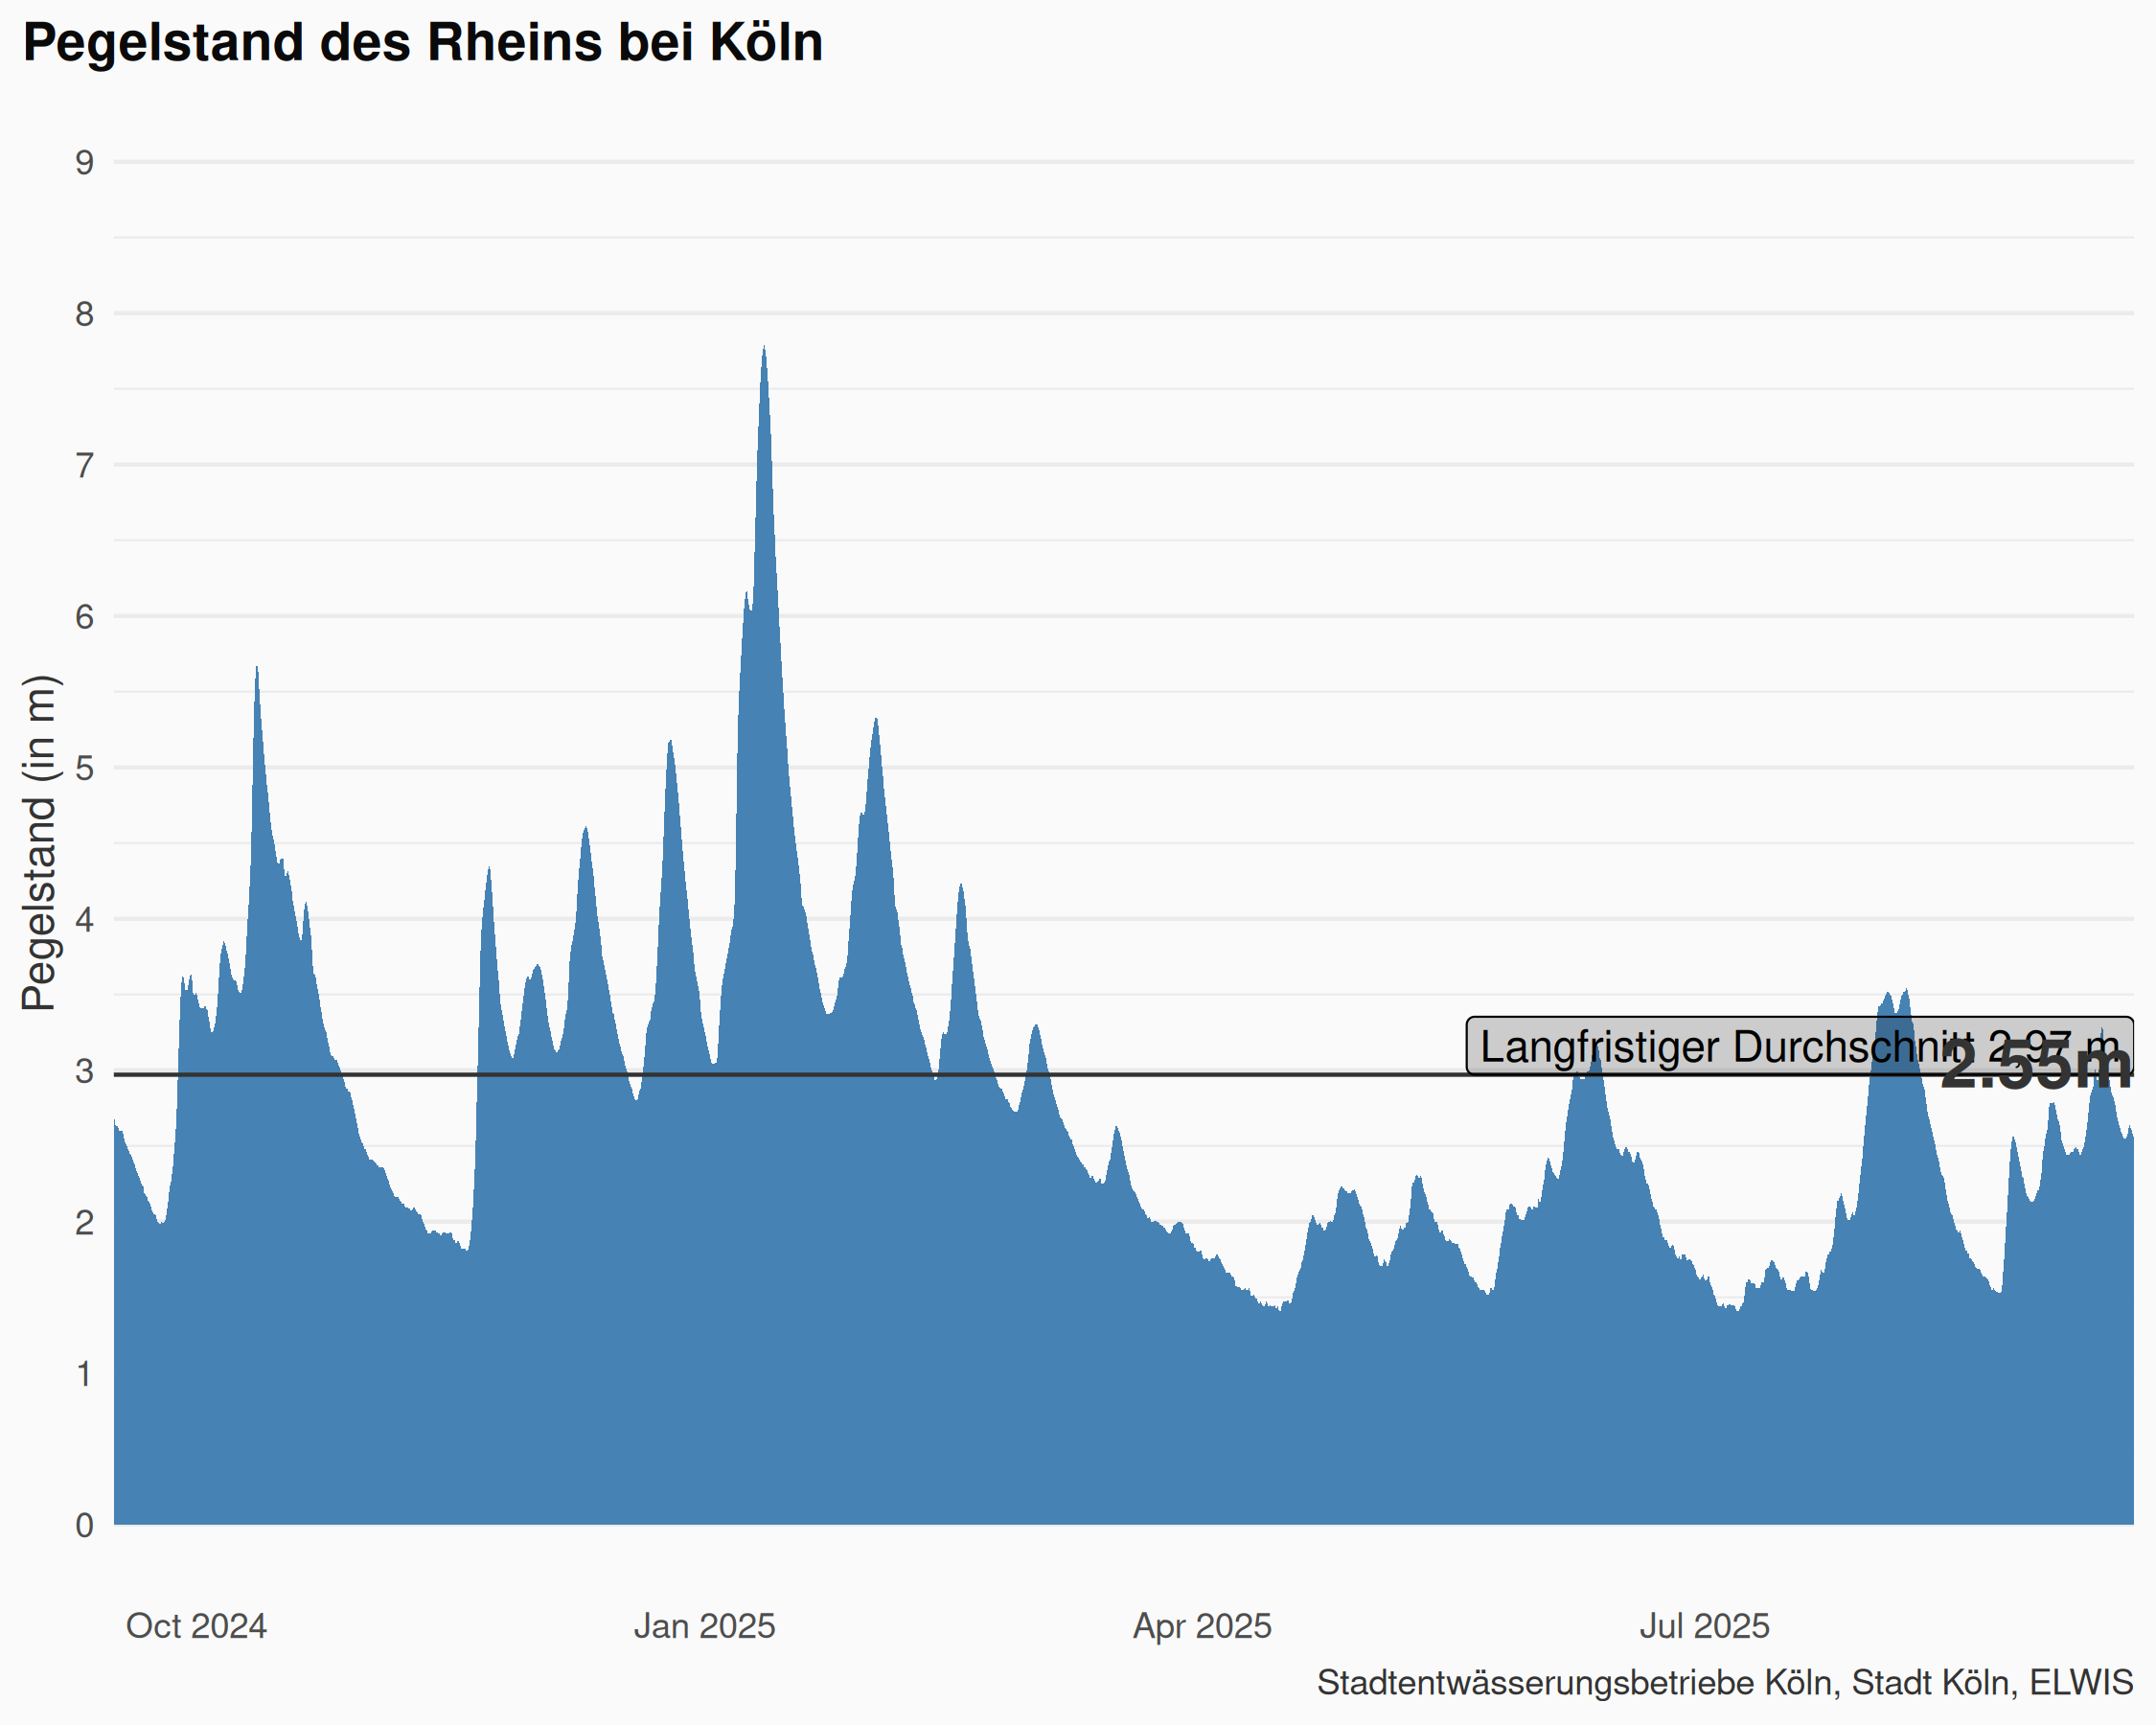 Pegelstand des Rheins bei Köln
Pegelstand (in m)
9
8
7
6
5
4
3
2
1
0
Langfristiger Durchschnitt 2.97 m
2.55m
Oct 2024
Jan 2025
Apr 2025
Jul 2025
Stadtentwässerungsbetriebe Köln, Stadt Köln, ELWIS